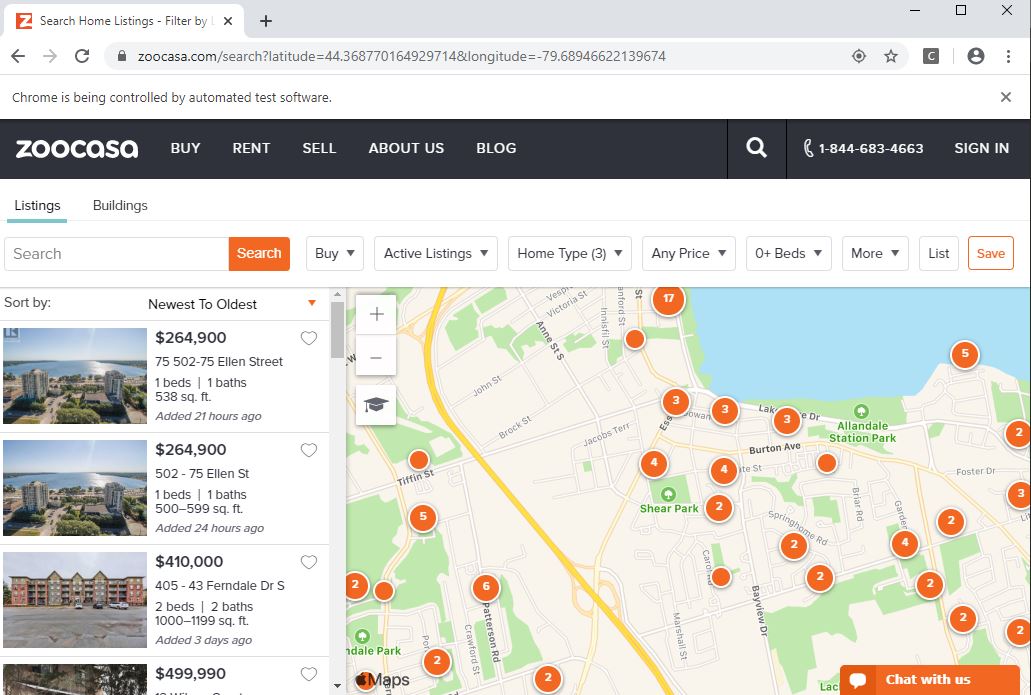 Search Home Listings - Filter by
zoocasa.com/search?latitude=44.368770164929714&longitude=-79.68946622139674
C
Chrome is being controlled by automated test software.
zoocasa
BUY
RENT
SELL
ABOUT US
BLOG
1-844-683-4663
SIGN IN
Listings
Buildings
Search
Search
Buy
Active Listings
Home Type (3)
Any Price
0+ Beds
More
List
Save
Sort by:
Newest To Oldest
$264,900
75 502-75 Ellen Street
1 beds | 1 baths
538 sq. ft.
Added 21 hours ago
$264,900
502 - 75 Ellen St
1 beds | 1 baths
500–599 sq. ft.
Added 24 hours ago
$410,000
405 - 43 Ferndale Dr S
2 beds | 2 baths
1000–1199 sq. ft.
Added 3 days ago
$499,990
+
−
Victoria St
Innisfil St
St
17
Anne St S
5
John St
3
3
3
Brock St
Jacobs Terr
Allandale
Station Park
2
Burton Ave
4
4
Foster Dr
Tiffin St
Shear Park
2
Briar Rd
3
5
Springhome Rd
2
2
4
2
6
2
2
Bayview Dr
Patterson Rd
Crawford St
Marshall St
2
2
ndale Park
2
2
Maps
Chat with us